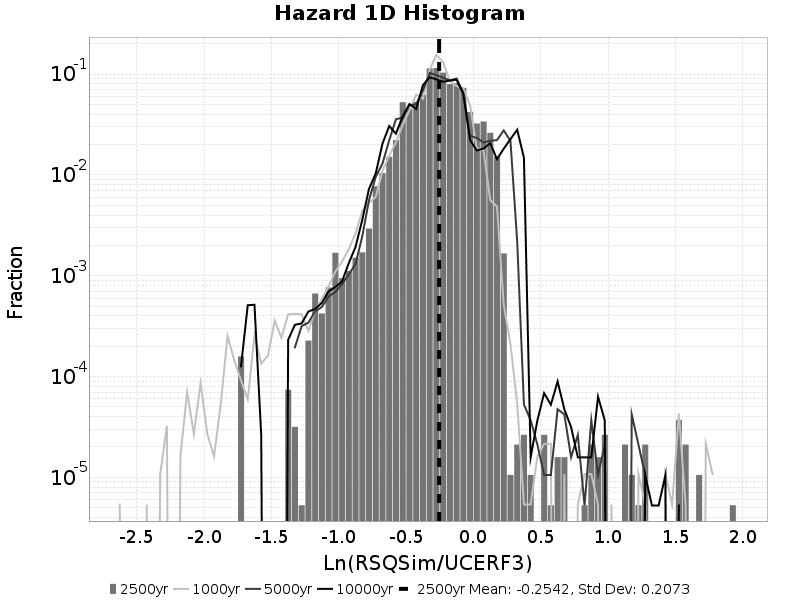 Hazard 1D Histogram
Fraction
10-1
10-2
10-3
10-4
10-5
-2.5 -2.0 -1.5 -1.0 -0.5 0.0 0.5 1.0 1.5 2.0
Ln(RSQSim/UCERF3)
2500yr 1000yr 5000yr 10000yr 2500yr Mean: -0.2542, Std Dev: 0.2073